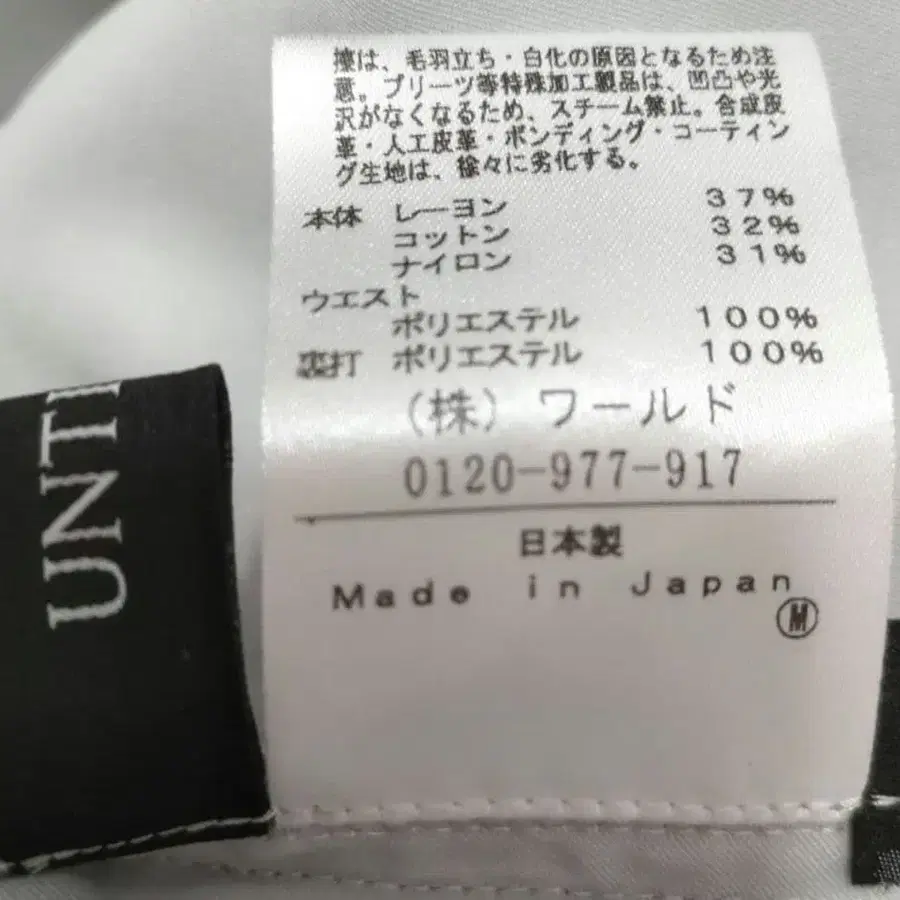 擦は、毛羽立ち・白化の原因となるため注
意。プリーツ等特殊加工製品は、凹凸や光
沢がなくなるため、スチーム禁止。合成皮
革・人工皮革・ボンディング・コーティン
グ生地は、徐々に劣化する。
本体 レーヨン 37%
コットン 32%
ナイロン 31%
ウエスト
ポリエステル 100%
裏打 ポリエステル 100%
(株)ワールド
0120-977-917
日本製
Made in Japan
M
UNTI